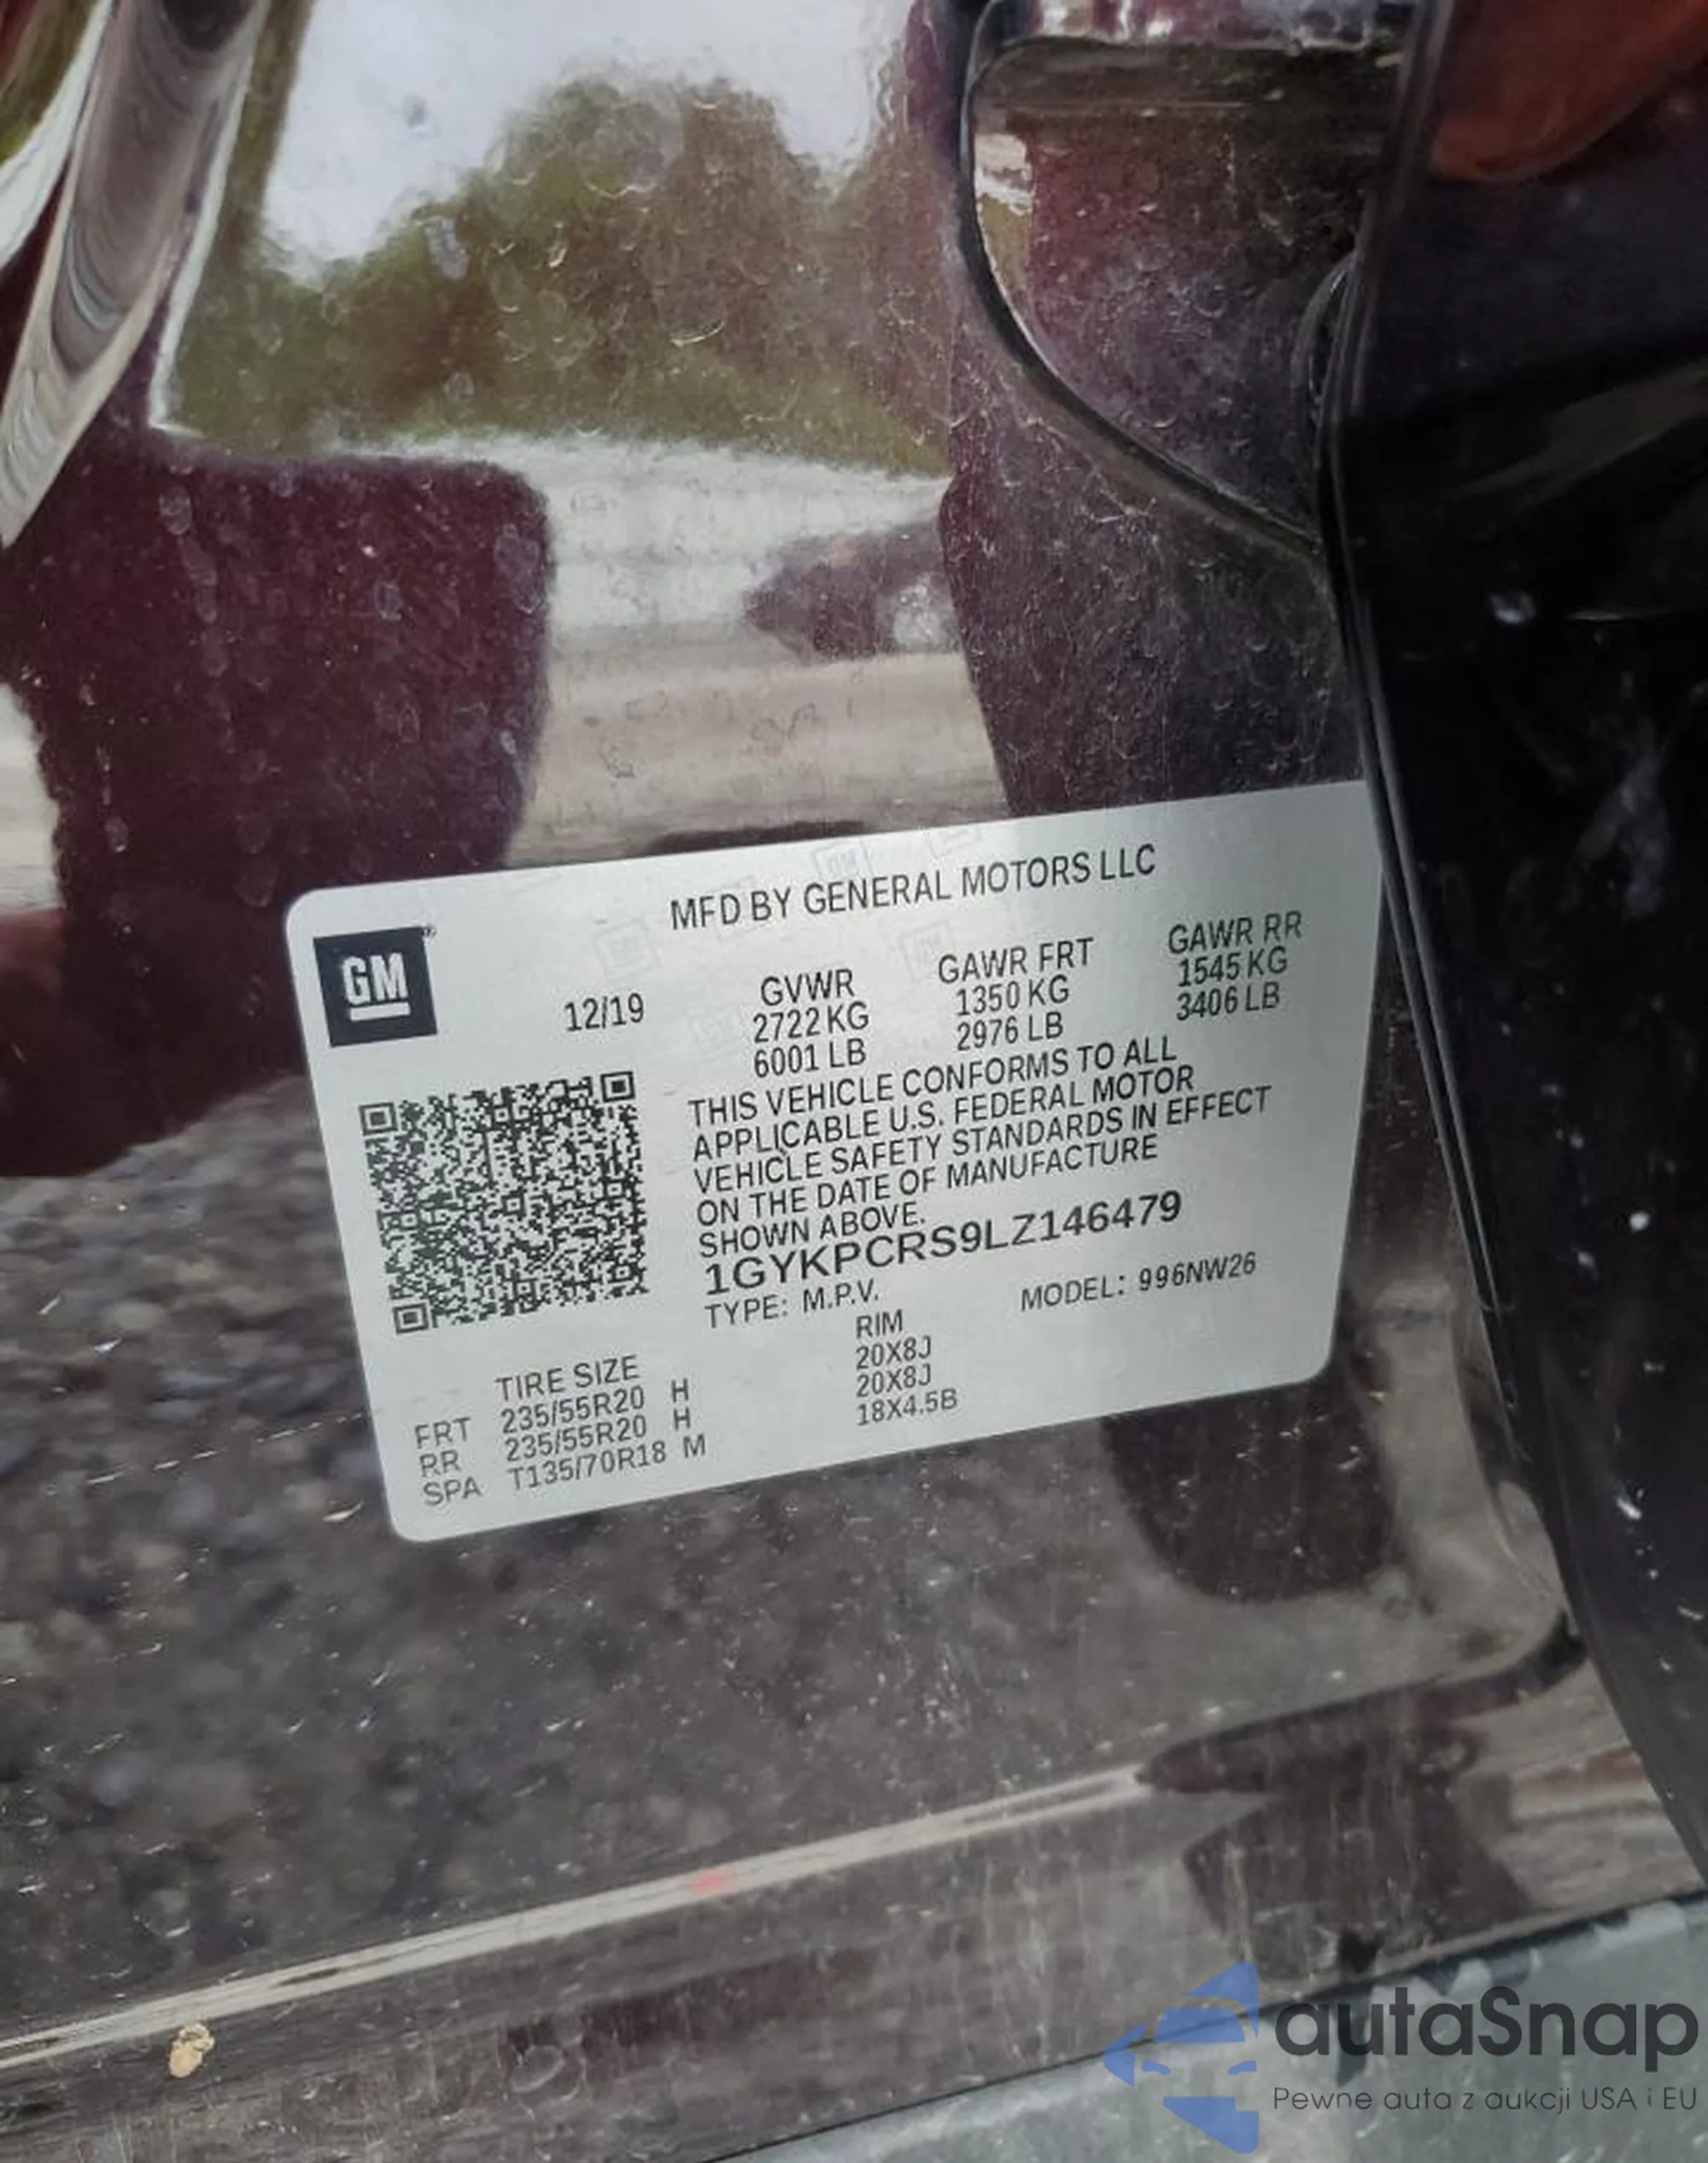 MFD BY GENERAL MOTORS LLC
GM®
12/19
GVWR GAWR FRT GAWR RR
2722 KG 1350 KG 1545 KG
6001 LB 2976 LB 3406 LB
THIS VEHICLE CONFORMS TO ALL
APPLICABLE U.S. FEDERAL MOTOR
VEHICLE SAFETY STANDARDS IN EFFECT
ON THE DATE OF MANUFACTURE
SHOWN ABOVE.
1GYKPCRS9LZ146479
TYPE: M.P.V. MODEL: 996NW26
TIRE SIZE RIM
FRT 235/55R20 H 20X8J
RR 235/55R20 H 20X8J
SPA T135/70R18 M 18X4.5B
autaSnap
Pewne auta z aukcji USA i EU